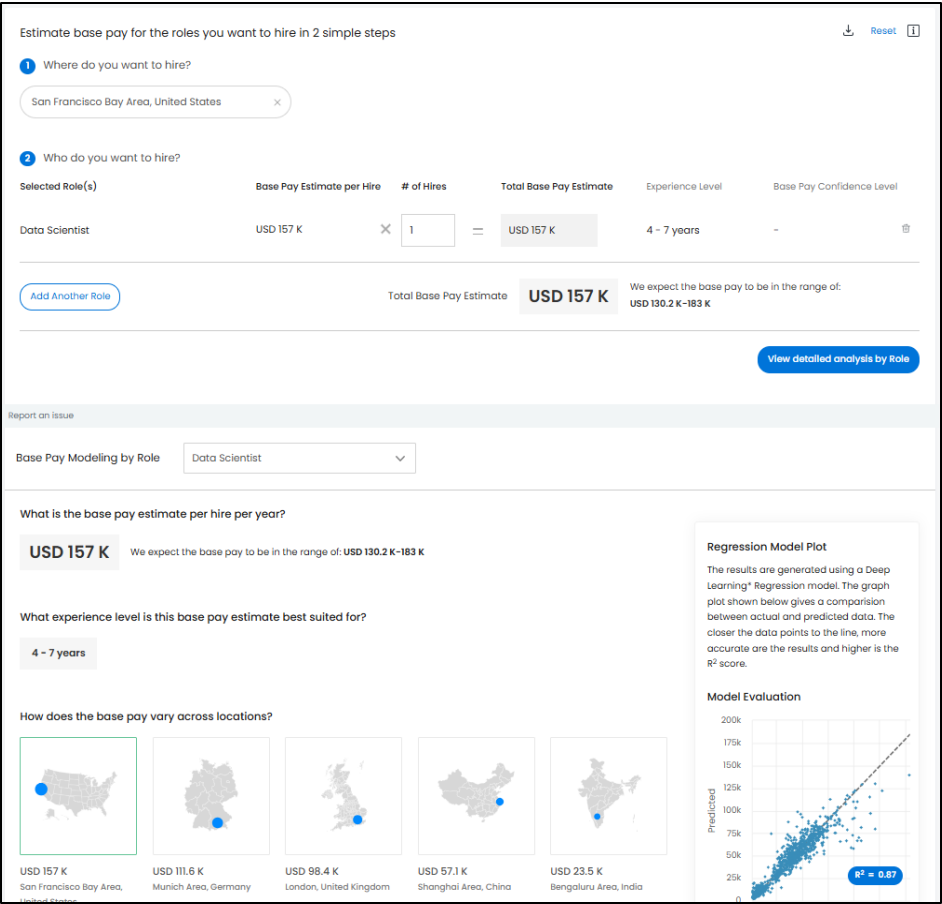 Estimate base pay for the roles you want to hire in 2 simple steps
Reset
i
1 Where do you want to hire?
San Francisco Bay Area, United States ×
2 Who do you want to hire?
Selected Role(s) Base Pay Estimate per Hire # of Hires Total Base Pay Estimate Experience Level Base Pay Confidence Level
Data Scientist USD 157 K × 1 = USD 157 K 4 - 7 years -
Add Another Role Total Base Pay Estimate USD 157 K We expect the base pay to be in the range of:
USD 130.2 K-183 K
View detailed analysis by Role
Report an issue
Base Pay Modeling by Role Data Scientist
What is the base pay estimate per hire per year?
USD 157 K We expect the base pay to be in the range of: USD 130.2 K-183 K
What experience level is this base pay estimate best suited for?
4 - 7 years
How does the base pay vary across locations?
USD 157 K
San Francisco Bay Area,
United States
USD 111.6 K
Munich Area, Germany
USD 98.4 K
London, United Kingdom
USD 57.1 K
Shanghai Area, China
USD 23.5 K
Bengaluru Area, India
Regression Model Plot
The results are generated using a Deep
Learning* Regression model. The graph
plot shown below gives a comparision
between actual and predicted data. The
closer the data points to the line, more
accurate are the results and higher is the
R² score.
Model Evaluation
200k
175k
150k
125k
100k
75k
50k
25k
0
Predicted
R² = 0.87